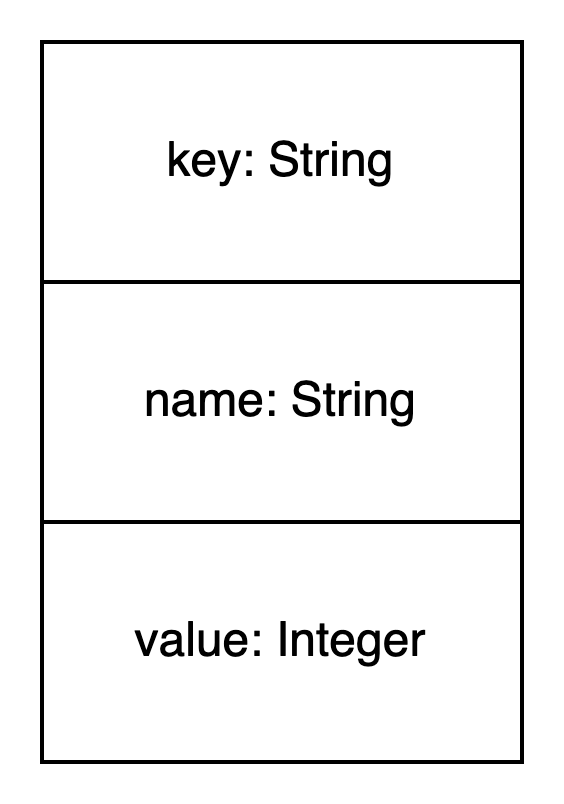 key: String
name: String
value: Integer